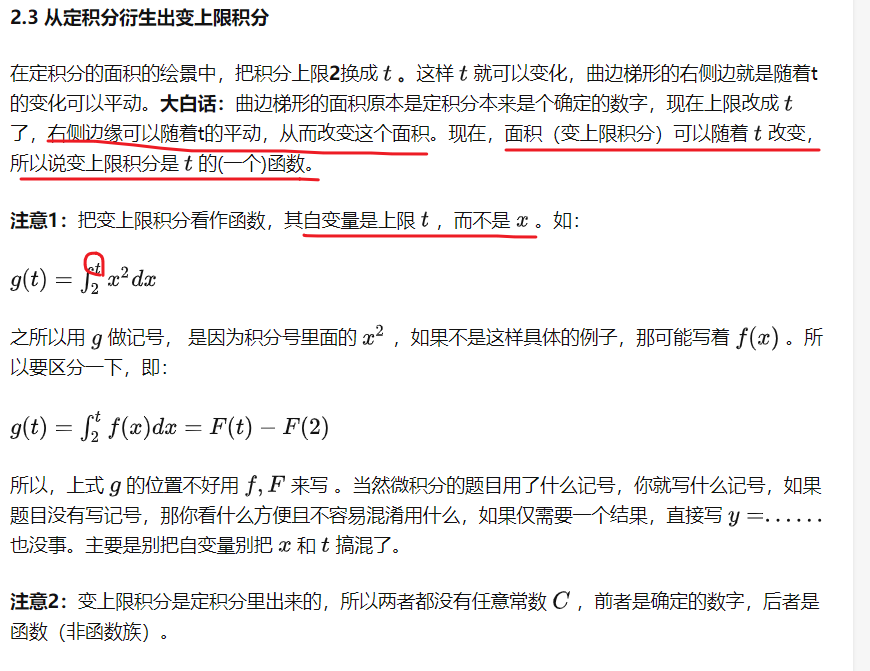 2.3 从定积分衍生出变上限积分
在定积分的面积的绘景中，把积分上限2换成 t 。这样 t 就可以变化，曲边梯形的右侧边就是随着t
的变化可以平动。大白话：曲边梯形的面积原本是定积分本来是个确定的数字，现在上限改成 t
了，右侧边缘可以随着t的平动，从而改变这个面积。现在，面积（变上限积分）可以随着 t 改变，
所以说变上限积分是 t 的(一个)函数。
注意1：把变上限积分看作函数，其自变量是上限 t ，而不是 x 。如：
g(t) = ∫₂ᵗ x²dx
之所以用 g 做记号， 是因为积分号里面的 x² ，如果不是这样具体的例子，那可能写着 f(x) 。所
以要区分一下，即：
g(t) = ∫₂ᵗ f(x)dx = F(t) − F(2)
所以，上式 g 的位置不好用 f, F 来写 。当然微积分的题目用了什么记号，你就写什么记号，如果
题目没有写记号，那你看什么方便且不容易混淆用什么，如果仅需要一个结果，直接写 y =......
也没事。主要是别把自变量别把 x 和 t 搞混了。
注意2：变上限积分是定积分里出来的，所以两者都没有任意常数 C ，前者是确定的数字，后者是
函数（非函数族）。